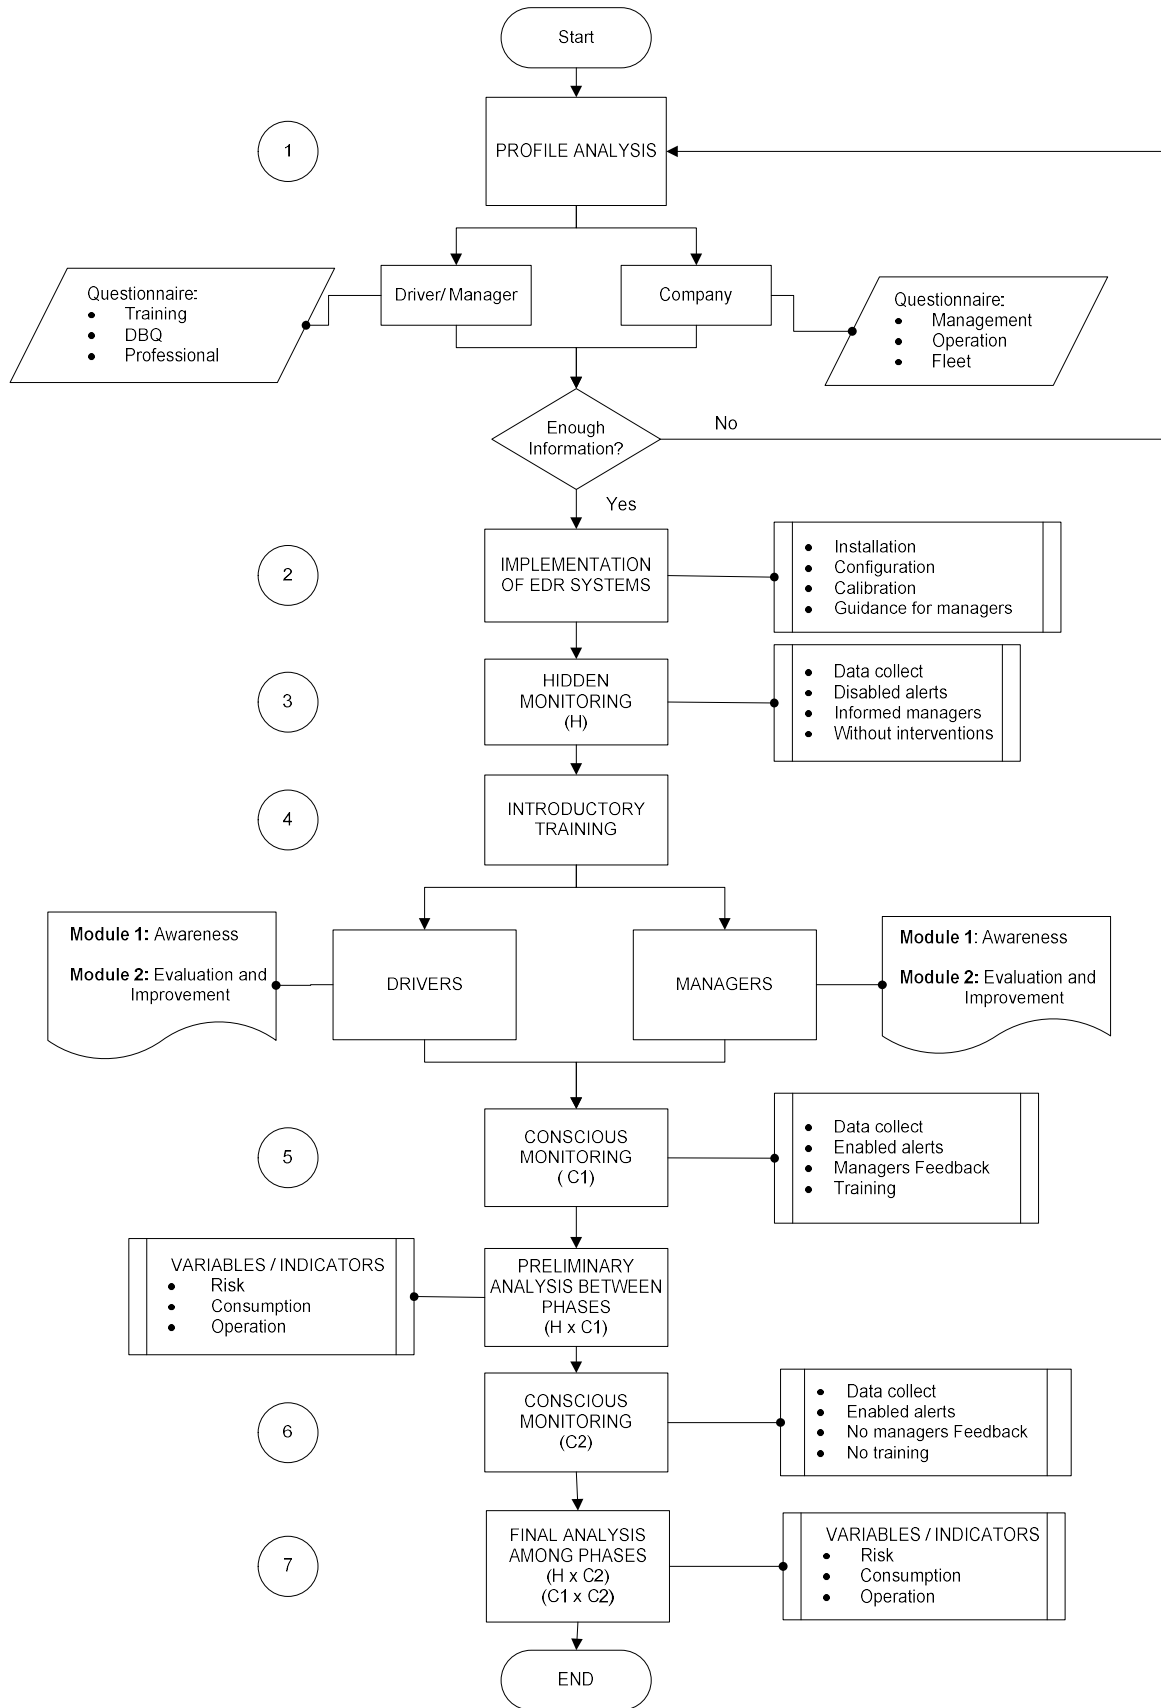 Start
1
PROFILE ANALYSIS
Driver/ Manager
Company
Questionnaire:
● Training
● DBQ
● Professional
Questionnaire:
● Management
● Operation
● Fleet
Enough
Information?
No
Yes
2
IMPLEMENTATION
OF EDR SYSTEMS
● Installation
● Configuration
● Calibration
● Guidance for managers
3
HIDDEN
MONITORING
(H)
● Data collect
● Disabled alerts
● Informed managers
● Without interventions
4
INTRODUCTORY
TRAINING
Module 1: Awareness
Module 2: Evaluation and
Improvement
DRIVERS
MANAGERS
Module 1: Awareness
Module 2: Evaluation and
Improvement
5
CONSCIOUS
MONITORING
( C1)
● Data collect
● Enabled alerts
● Managers Feedback
● Training
VARIABLES / INDICATORS
● Risk
● Consumption
● Operation
PRELIMINARY
ANALYSIS BETWEEN
PHASES
(H x C1)
6
CONSCIOUS
MONITORING
(C2)
● Data collect
● Enabled alerts
● No managers Feedback
● No training
7
FINAL ANALYSIS
AMONG PHASES
(H x C2)
(C1 x C2)
VARIABLES / INDICATORS
● Risk
● Consumption
● Operation
END